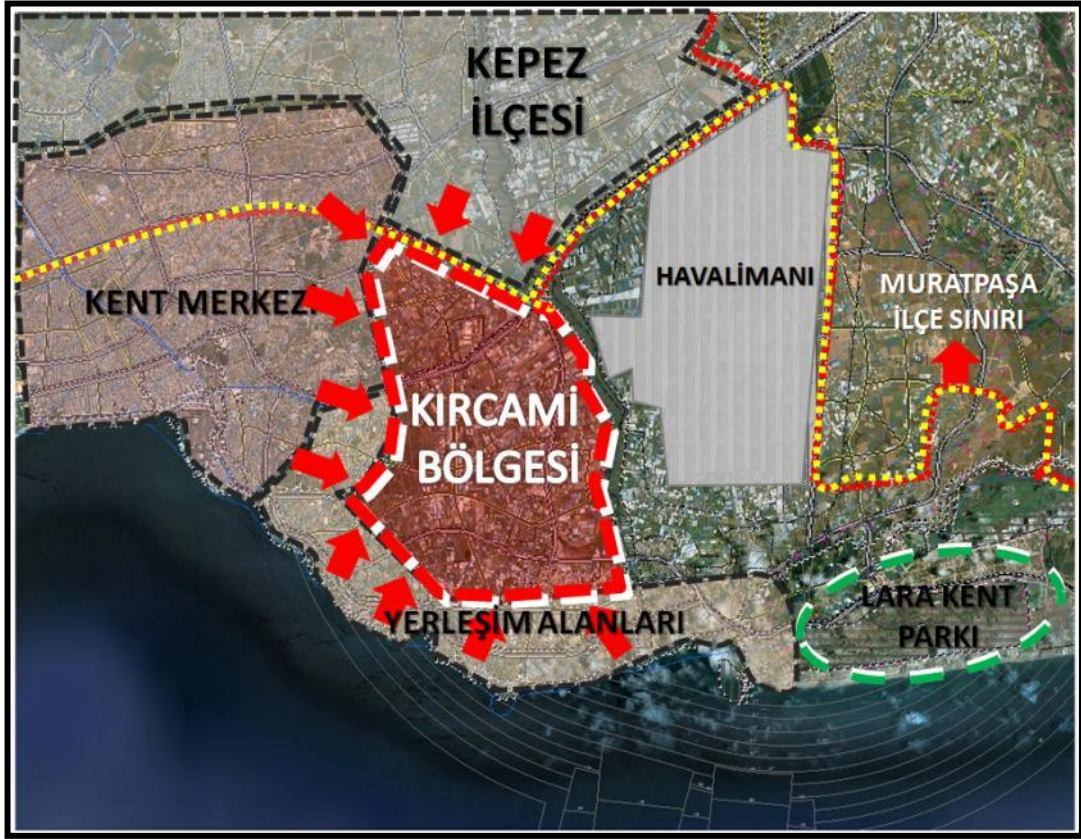 KEPEZ
İLÇESİ
HAVALİMANI
MURATPAŞA
İLÇE SINIRI
KENT MERKEZİ
KIRCAMİ
BÖLGESİ
LARA KENT
PARKI
YERLEŞİM ALANLARI